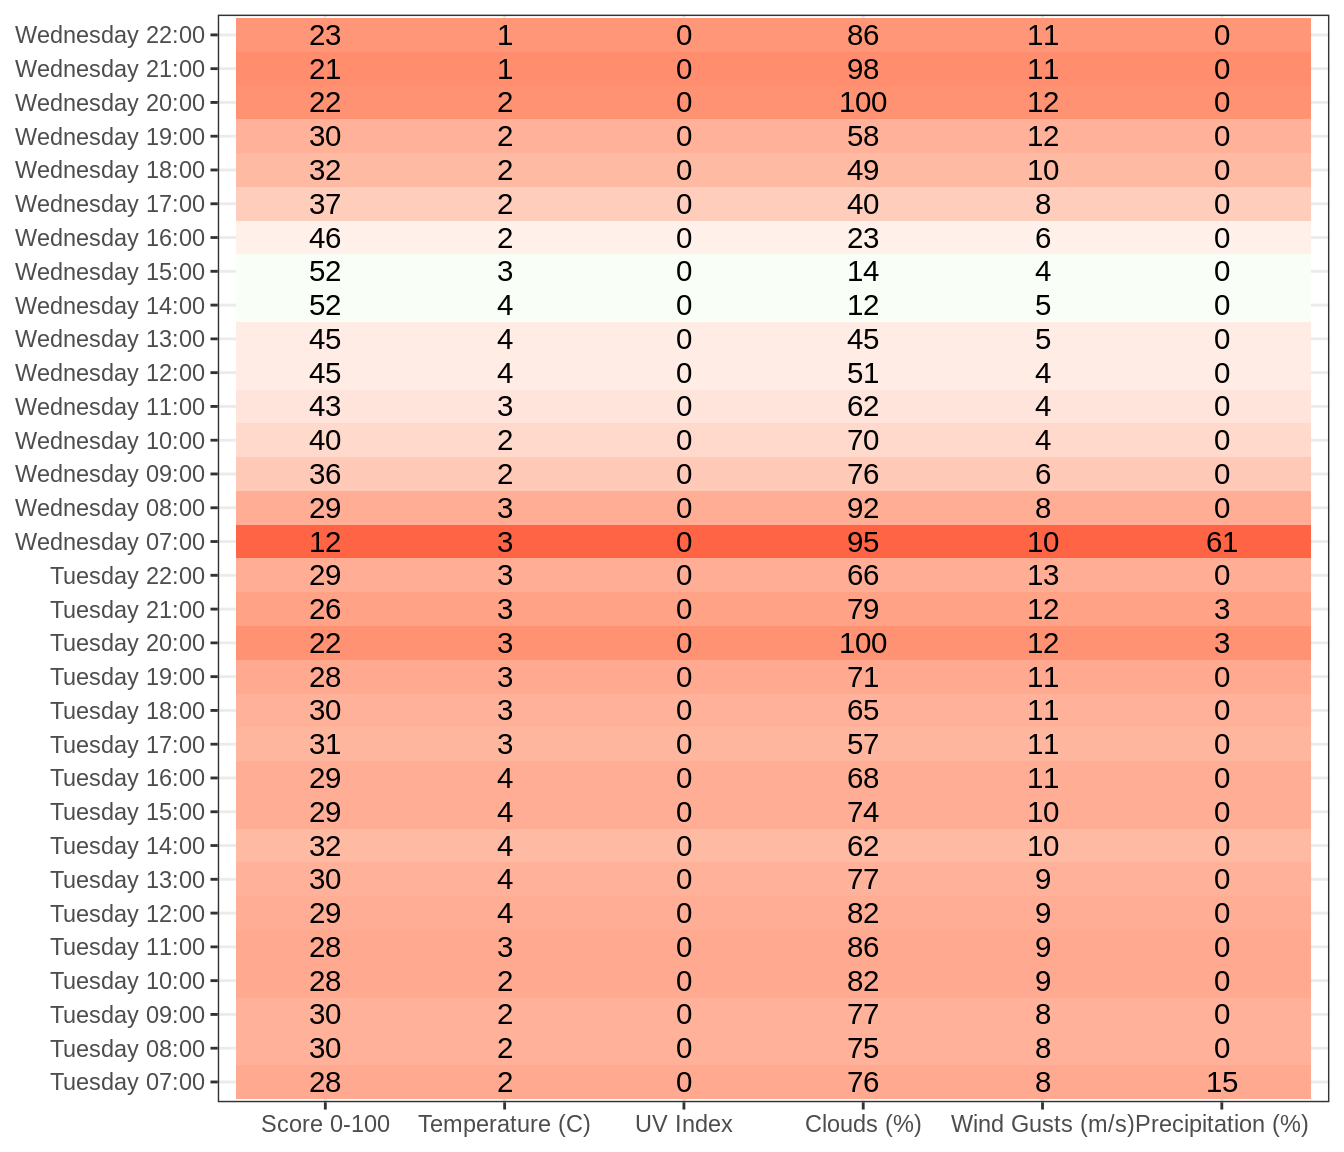 Wednesday 22:00 23 1 0 86 11 0
Wednesday 21:00 21 1 0 98 11 0
Wednesday 20:00 22 2 0 100 12 0
Wednesday 19:00 30 2 0 58 12 0
Wednesday 18:00 32 2 0 49 10 0
Wednesday 17:00 37 2 0 40 8 0
Wednesday 16:00 46 2 0 23 6 0
Wednesday 15:00 52 3 0 14 4 0
Wednesday 14:00 52 4 0 12 5 0
Wednesday 13:00 45 4 0 45 5 0
Wednesday 12:00 45 4 0 51 4 0
Wednesday 11:00 43 3 0 62 4 0
Wednesday 10:00 40 2 0 70 4 0
Wednesday 09:00 36 2 0 76 6 0
Wednesday 08:00 29 3 0 92 8 0
Wednesday 07:00 12 3 0 95 10 61
Tuesday 22:00 29 3 0 66 13 0
Tuesday 21:00 26 3 0 79 12 3
Tuesday 20:00 22 3 0 100 12 3
Tuesday 19:00 28 3 0 71 11 0
Tuesday 18:00 30 3 0 65 11 0
Tuesday 17:00 31 3 0 57 11 0
Tuesday 16:00 29 4 0 68 11 0
Tuesday 15:00 29 4 0 74 10 0
Tuesday 14:00 32 4 0 62 10 0
Tuesday 13:00 30 4 0 77 9 0
Tuesday 12:00 29 4 0 82 9 0
Tuesday 11:00 28 3 0 86 9 0
Tuesday 10:00 28 2 0 82 9 0
Tuesday 09:00 30 2 0 77 8 0
Tuesday 08:00 30 2 0 75 8 0
Tuesday 07:00 28 2 0 76 8 15
Score 0-100 Temperature (C) UV Index Clouds (%) Wind Gusts (m/s) Precipitation (%)